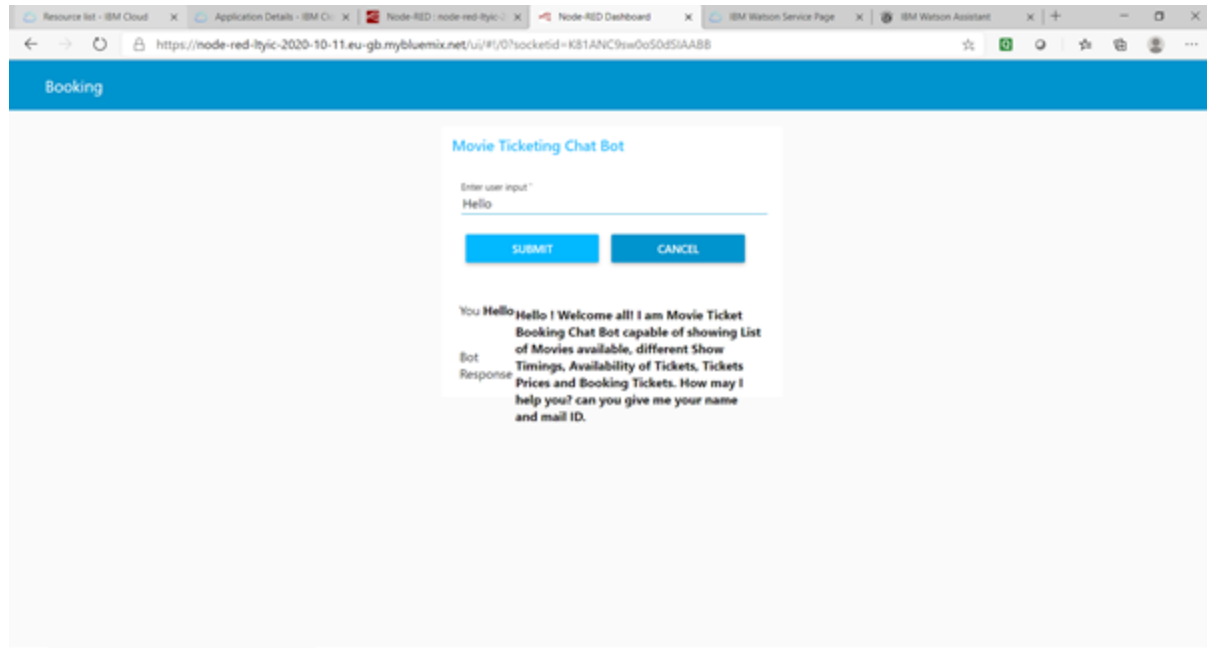 Resource list - IBM Cloud
Application Details - IBM Cl
Node-RED : node-red-ltyic-2
Node-RED Dashboard
IBM Watson Service Page
IBM Watson Assistant
https://node-red-ltyic-2020-10-11.eu-gb.mybluemix.net/ui/#!/0?socketid=
Booking
Movie Ticketing Chat Bot
Enter user input *
Hello
SUBMIT CANCEL
You Hello
Hello ! Welcome all! I am Movie Ticket
Booking Chat Bot capable of showing List
of Movies available, different Show
Timings, Availability of Tickets, Tickets
Prices and Booking Tickets. How may I
help you? can you give me your name
and mail ID.
Bot
Response